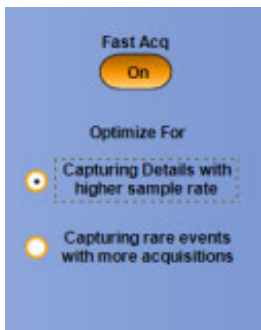 Fast Acq
On
Optimize For
Capturing Details with
higher sample rate
Capturing rare events
with more acquisitions